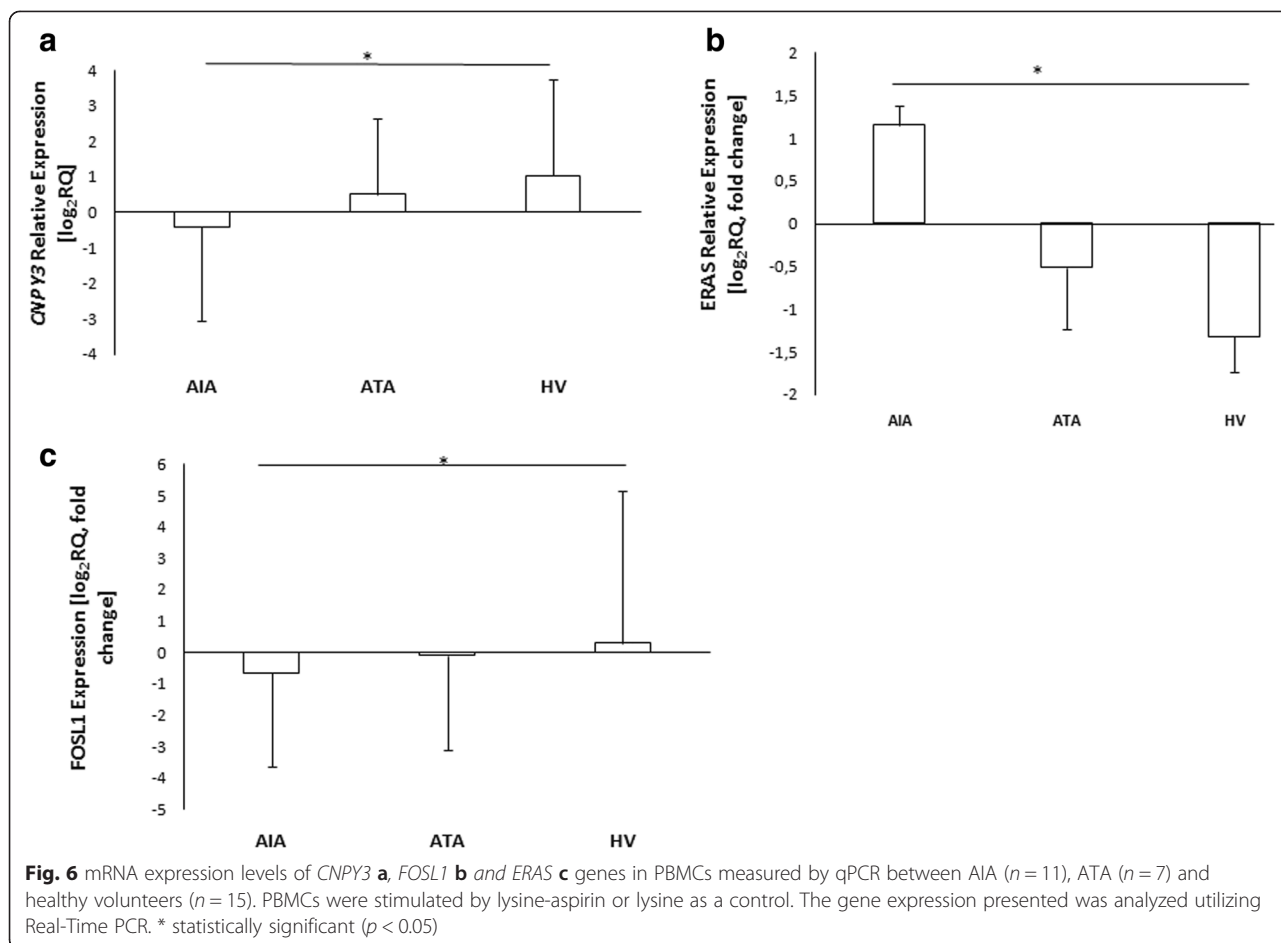 a
*
CNPY3 Relative Expression
[log₂RQ]
4
3
2
1
0
-1
-2
-3
-4
AIA ATA HV
b
*
ERAS Relative Expression
[log₂RQ, fold change]
2
1,5
1
0,5
0
-0,5
-1
-1,5
-2
AIA ATA HV
c
*
FOSL1 Expression [log₂RQ, fold
change]
6
5
4
3
2
1
0
-1
-2
-3
-4
-5
AIA ATA HV
Fig. 6 mRNA expression levels of CNPY3 a, FOSL1 b and ERAS c genes in PBMCs measured by qPCR between AIA (n = 11), ATA (n = 7) and
healthy volunteers (n = 15). PBMCs were stimulated by lysine-aspirin or lysine as a control. The gene expression presented was analyzed utilizing
Real-Time PCR. * statistically significant (p < 0.05)